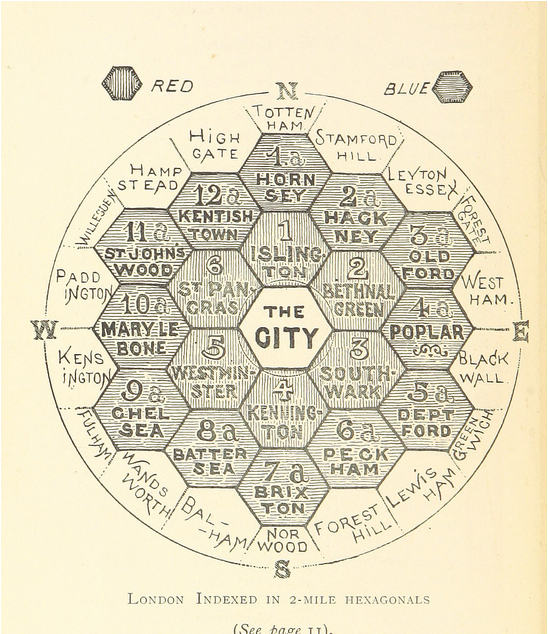 RED
BLUE
N
TOTTEN
HAM
HIGH
GATE
STAMFORD
HILL
1.a
HORN
SEY
HAMP
STEAD
LEYTON
ESSEX
12a
KENTISH
TOWN
2a
HACK
NEY
WILLESDEN
FOREST
GATE
1
ISLING-
TON
11a
ST JOHN'S
WOOD
3a
OLD
FORD
6
ST PAN-
CRAS
2
BETHNAL
GREEN
PADD
INGTON
WEST
HAM.
10a
MARYLE
BONE
THE
CITY
4a
POPLAR
W
E
KENS
INGTON
5
WESTMIN-
STER
3
SOUTH-
WARK
BLACK
WALL
9a
CHEL
SEA
4
KENNING-
TON
5a
DEPT
FORD
FULHAM
GREEN
WICH
8a
BATTER
SEA
6a
PECK
HAM
WANDS
WORTH
7a
BRIX
TON
LEWIS
HAM
BAL-
-HAM
NOR
WOOD
FOREST
HILL
S
LONDON INDEXED IN 2-MILE HEXAGONALS
(See page 11).